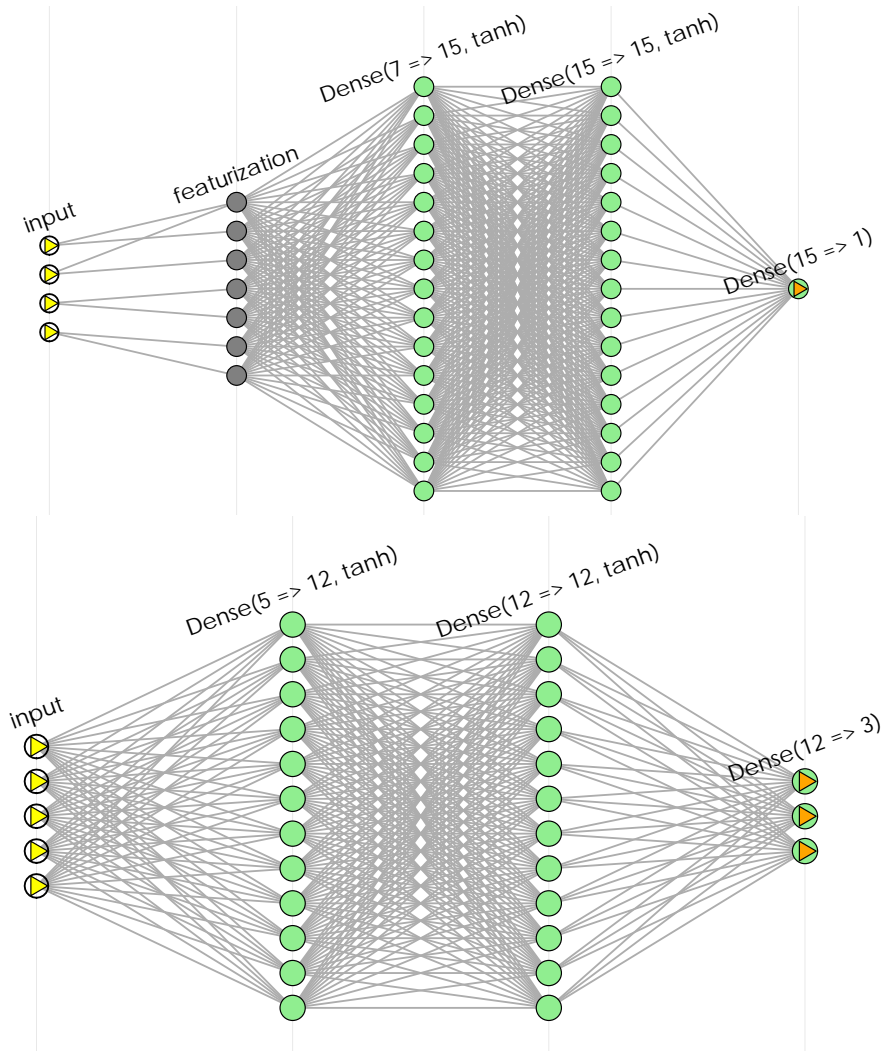 input
featurization
Dense(7 => 15, tanh)
Dense(15 => 15, tanh)
Dense(15 => 1)
input
Dense(5 => 12, tanh)
Dense(12 => 12, tanh)
Dense(12 => 3)